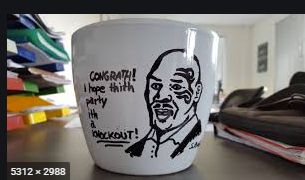 CONGRATH!
I hope thith
party
ith
a
KNOCKOUT!
5312 × 2988